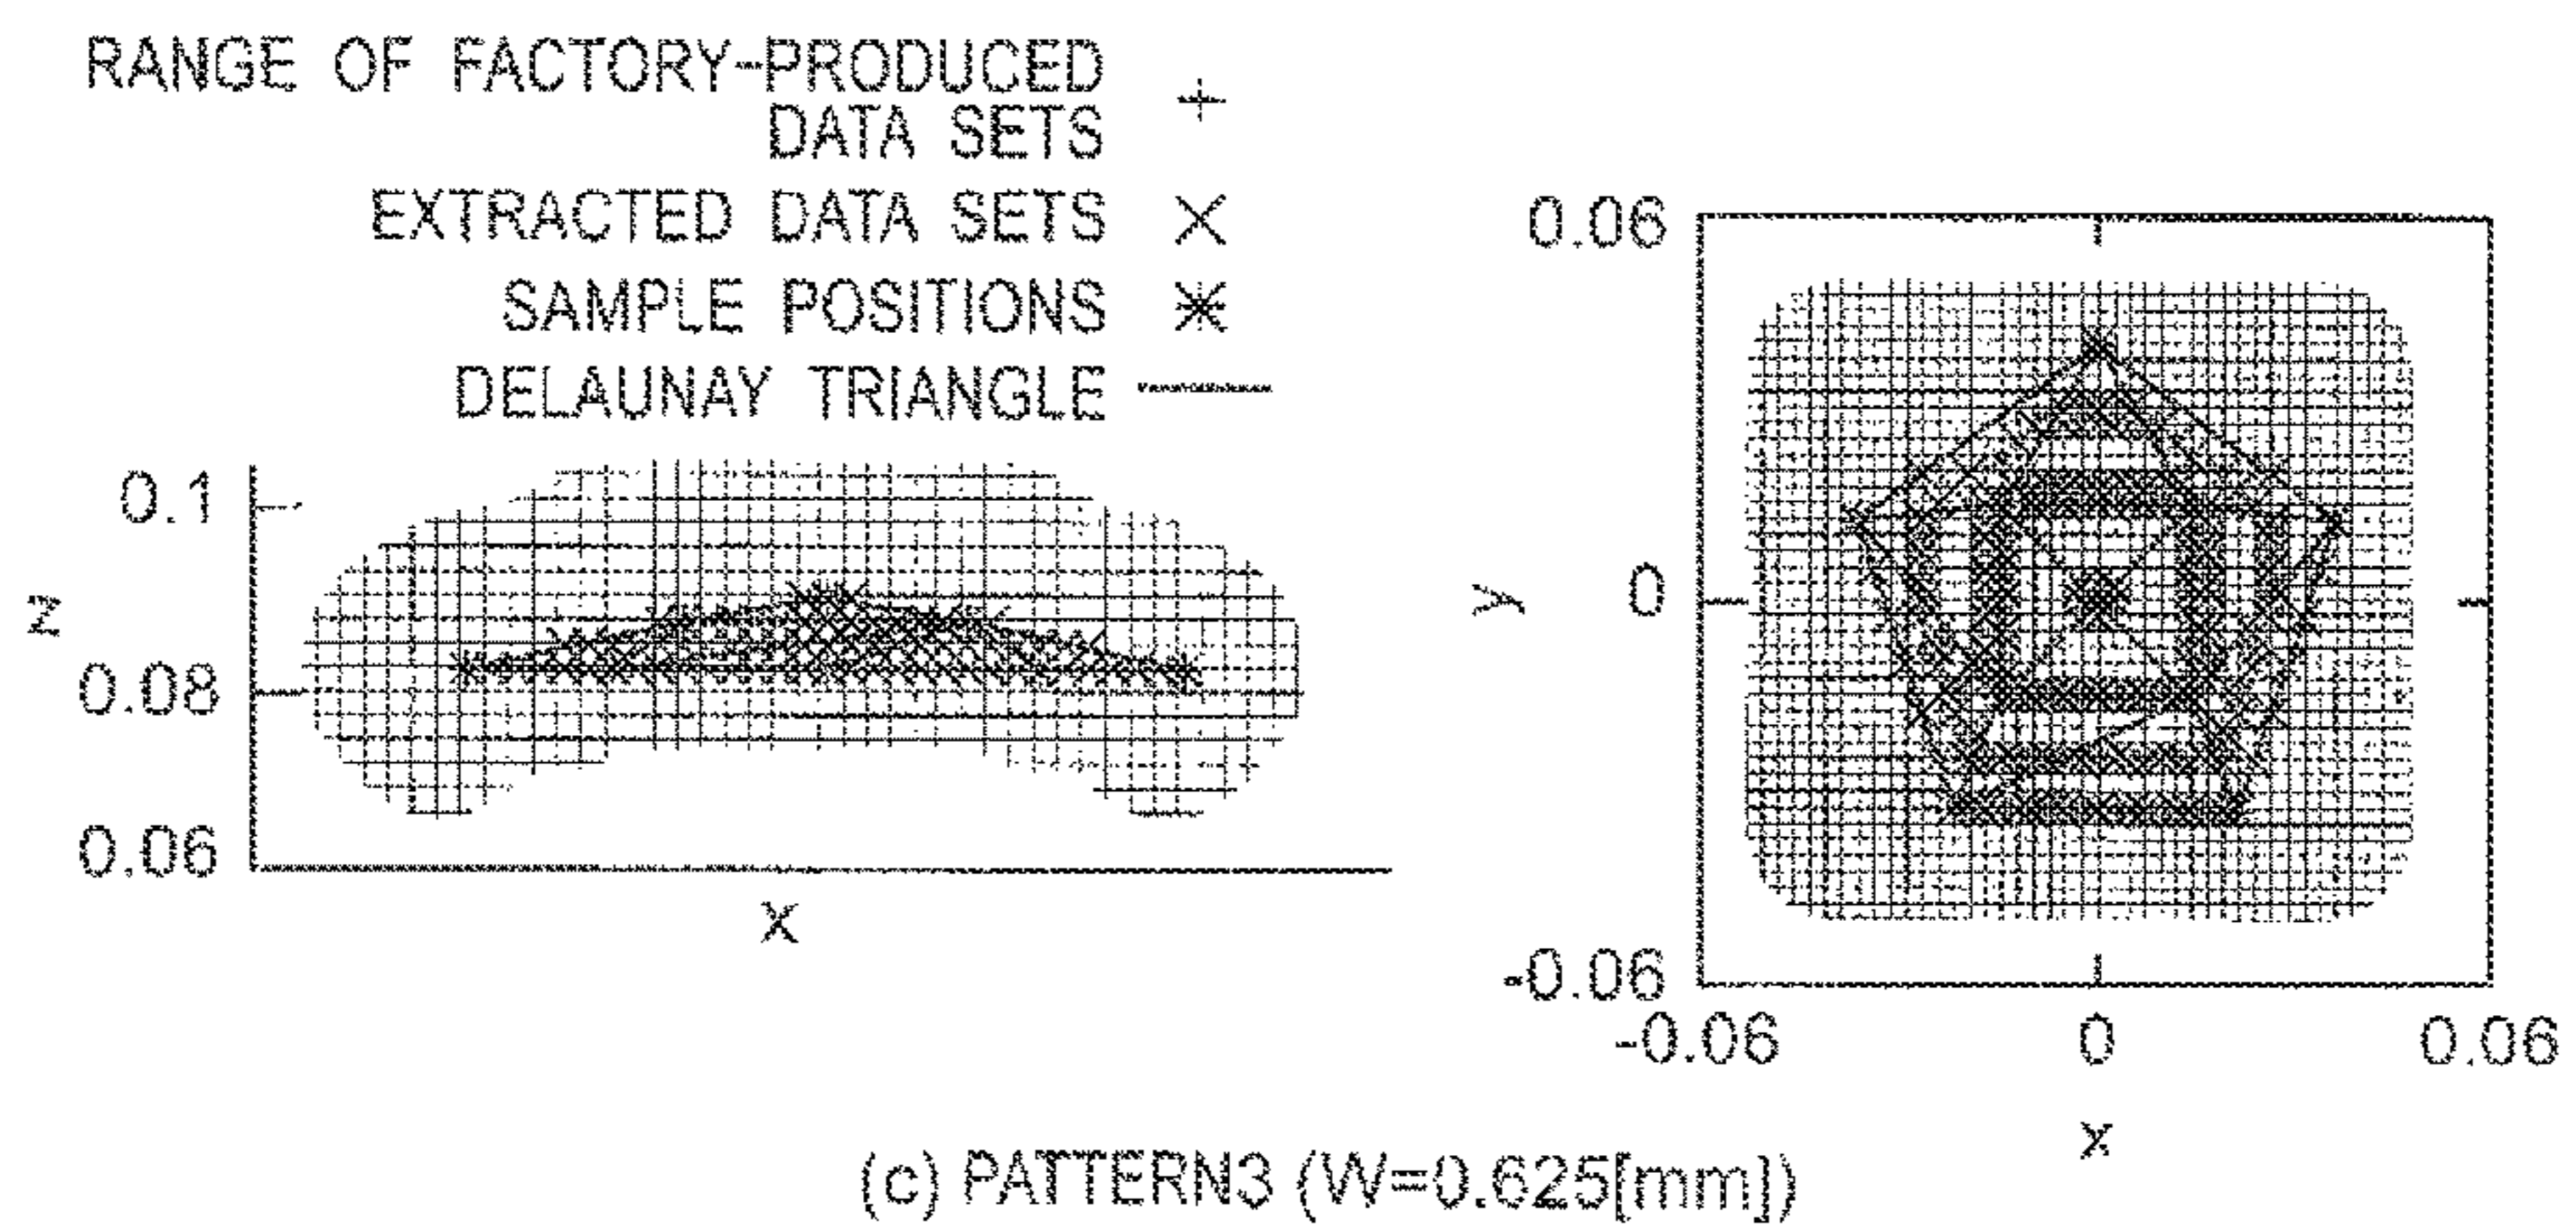 RANGE OF FACTORY-PRODUCED
DATA SETS
EXTRACTED DATA SETS
SAMPLE POSITIONS
DELAUNAY TRIANGLE
0.1
z
0.08
0.06
x
0.06
y
0
-0.06
-0.06 0 0.06
x
(c) PATTERN3 (W=0.625[mm])